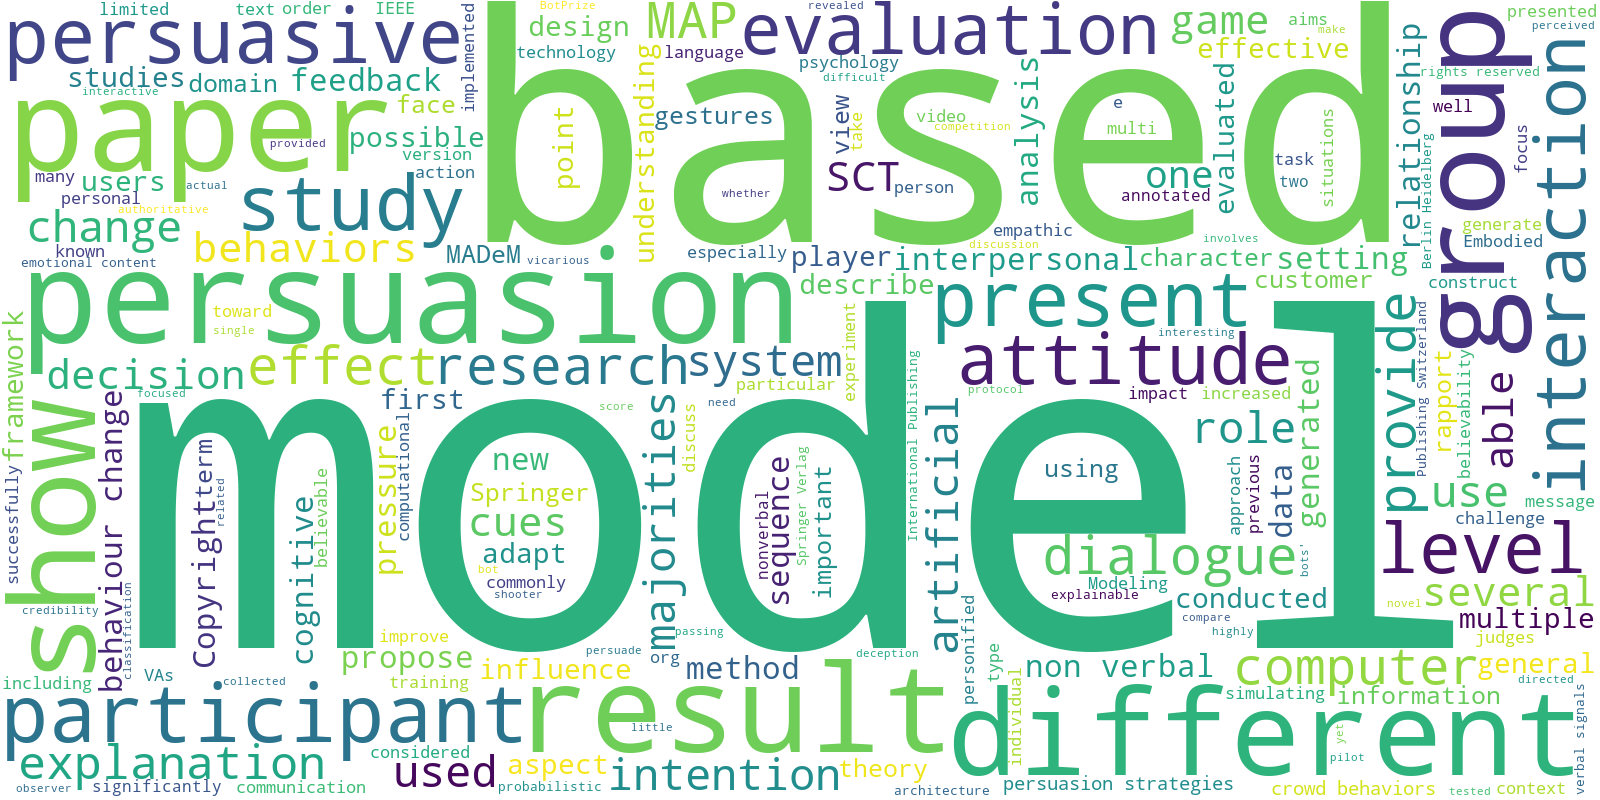 persuasive
limited
text
order
IEEE
BotPrize
design
MAP
revealed
evaluation
game
aims
make
presented
perceived
technology
language
psychology
effective
studies
domain
feedback
implemented
interactive
paper
based
face
difficult
rights reserved
understanding
gestures
view
take
video
competition
e
multi
analysis
evaluated
situations
relationship
well
focus
group
interaction
point
possible
version
action
provided
many
users
personal
actual
authoritative
study
whether
SCT
person
annotated
one
task
two
Berlin Heidelberg
generate
Embodied
change
known
emotional content
behaviors
MADeM
vicarious
especially
empathic
discussion
involves
player
interpersonal
character
setting
customer
construct
describe
persuasion
toward
single
present
interesting
framework
decision
focused
effect
research
system
particular
experiment
International Publishing
attitude
protocol
impact
increased
generated
provide
Publishing Switzerland
rapport
believability
able
first
score
need
show
behaviour change
Copyrightterm
related
cognitive
believable
pressure
computational
model
new
Springer
cues
adapt
bot
commonly
shooter
majorities
discuss
nonverbal
Springer Verlag
sequence
important
artificial
role
using
dialogue
Modeling
explainable
conducted
compare
highly
approach
previous
data
bots'
use
message
challenge
level
several
novel
multiple
judges
successfully
credibility
classification
including
VAs
collected
improve
propose
training
influence
persuade
org
passing
method
deception
personified
type
non verbal
individual
computer
general
directed
simulating
information
participant
result
little
different
yet
pilot
verbal signals
explanation
considered
used
aspect
intention
theory
observer
significantly
communication
probabilistic
architecture
persuasion strategies
crowd behaviors
tested
context